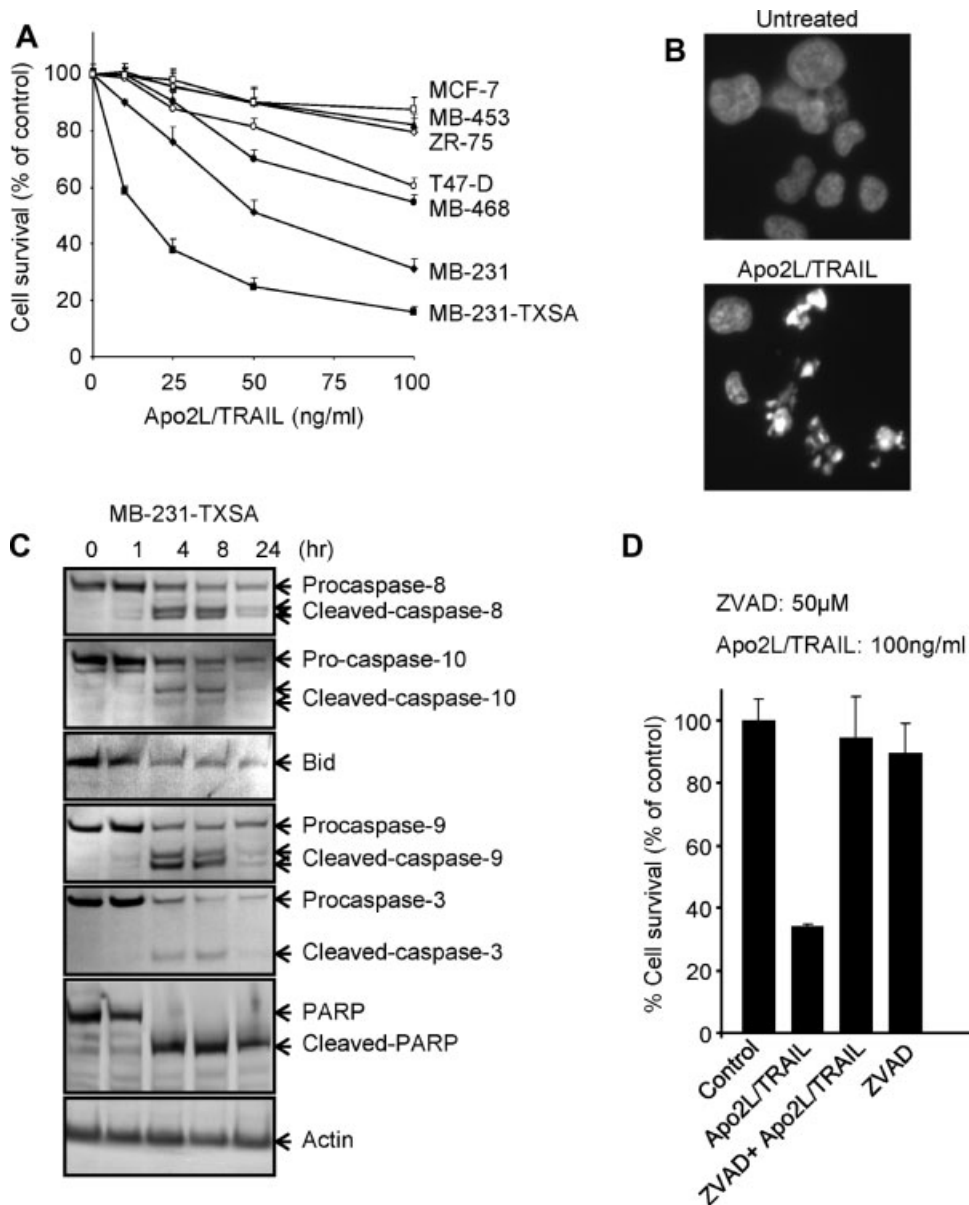 A
Cell survival (% of control)
100
80
60
40
20
0
0 25 50 75 100
Apo2L/TRAIL (ng/ml)
MCF-7
MB-453
ZR-75
T47-D
MB-468
MB-231
MB-231-TXSA
B
Untreated
Apo2L/TRAIL
C
MB-231-TXSA
0 1 4 8 24 (hr)
Procaspase-8
Cleaved-caspase-8
Pro-caspase-10
Cleaved-caspase-10
Bid
Procaspase-9
Cleaved-caspase-9
Procaspase-3
Cleaved-caspase-3
PARP
Cleaved-PARP
Actin
D
ZVAD: 50μM
Apo2L/TRAIL: 100ng/ml
% Cell survival (% of control)
100
80
60
40
20
0
Control
Apo2L/TRAIL
ZVAD+ Apo2L/TRAIL
ZVAD